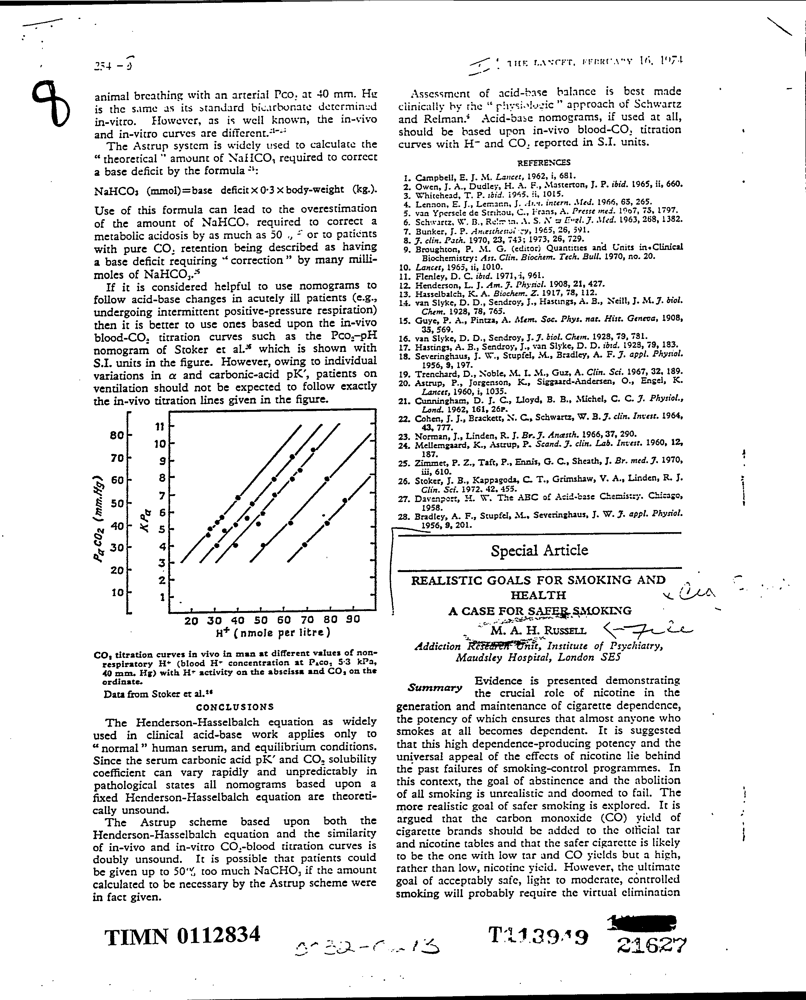 254
THE LANCET, FEBRUARY 16, 1974
8
animal breathing with an arterial Pco₂ at 40 mm. Hg
is the same as its standard bicarbonate determined
in-vitro. However, as is well known, the in-vivo
and in-vitro curves are different.
The Astrup system is widely used to calculate the
“ theoretical ” amount of NaHCO₃ required to correct
a base deficit by the formula ²¹:
NaHCO₃ (mmol)=base deficit×0·3×body-weight (kg.).
Use of this formula can lead to the overestimation
of the amount of NaHCO₃ required to correct a
metabolic acidosis by as much as 50 or to patients
with pure CO₂ retention being described as having
a base deficit requiring “ correction ” by many milli-
moles of NaHCO₃.²⁵
If it is considered helpful to use nomograms to
follow acid-base changes in acutely ill patients (e.g.,
undergoing intermittent positive-pressure respiration)
then it is better to use ones based upon the in-vivo
blood-CO₂ titration curves such as the Pco₂-pH
nomogram of Stoker et al.²⁶ which is shown with
S.I. units in the figure. However, owing to individual
variations in α and carbonic-acid pK′, patients on
ventilation should not be expected to follow exactly
the in-vivo titration lines given in the figure.
PaCO2 (mm.Hg)
80
70
60
50
40
30
20
10
KPa
11
10
9
8
7
6
5
4
3
2
1
20 30 40 50 60 70 80 90
H⁺ (nmole per litre)
CO₂ titration curves in vivo in man at different values of non-
respiratory H⁺ (blood H⁺ concentration at Paco₂ 5·3 kPa,
40 mm. Hg) with H⁺ activity on the abscissa and CO₂ on the
ordinate.
Data from Stoker et al.²⁶
CONCLUSIONS
The Henderson-Hasselbalch equation as widely
used in clinical acid-base work applies only to
“ normal ” human serum, and equilibrium conditions.
Since the serum carbonic acid pK′ and CO₂ solubility
coefficient can vary rapidly and unpredictably in
pathological states all nomograms based upon a
fixed Henderson-Hasselbalch equation are theoreti-
cally unsound.
The Astrup scheme based upon both the
Henderson-Hasselbalch equation and the similarity
of in-vivo and in-vitro CO₂-blood titration curves is
doubly unsound. It is possible that patients could
be given up to 50% too much NaCHO₃ if the amount
calculated to be necessary by the Astrup scheme were
in fact given.
Assessment of acid-base balance is best made
clinically by the “ physiologic ” approach of Schwartz
and Relman.⁶ Acid-base nomograms, if used at all,
should be based upon in-vivo blood-CO₂ titration
curves with H⁺ and CO₂ reported in S.I. units.
REFERENCES
1. Campbell, E. J. M. Lancet, 1962, i, 681.
2. Owen, J. A., Dudley, H. A. F., Masterton, J. P. ibid. 1965, ii, 660.
3. Whitehead, T. P. ibid. 1965, ii, 1015.
4. Lennon, E. J., Lemann, J. Ann. intern. Med. 1966, 65, 265.
5. van Ypersele de Strihou, C., Frans, A. Presse med. 1967, 75, 1797.
6. Schwartz, W. B., Relman, A. S. New Engl. J. Med. 1963, 268, 1382.
7. Bunker, J. P. Anesthesiology, 1965, 26, 591.
8. J. clin. Path. 1970, 23, 743; 1973, 26, 729.
9. Broughton, P. M. G. (editor) Quantities and Units in Clinical
Biochemistry: Ass. Clin. Biochem. Tech. Bull. 1970, no. 20.
10. Lancet, 1965, ii, 1010.
11. Flenley, D. C. ibid. 1971, i, 961.
12. Henderson, L. J. Am. J. Physiol. 1908, 21, 427.
13. Hasselbalch, K. A. Biochem. Z. 1917, 78, 112.
14. van Slyke, D. D., Sendroy, J., Hastings, A. B., Neill, J. M. J. biol.
Chem. 1928, 78, 765.
15. Guye, P. A., Pintza, A. Mem. Soc. Phys. nat. Hist. Geneva, 1908,
35, 569.
16. van Slyke, D. D., Sendroy, J. J. biol. Chem. 1928, 79, 781.
17. Hastings, A. B., Sendroy, J., van Slyke, D. D. ibid. 1928, 79, 183.
18. Severinghaus, J. W., Stupfel, M., Bradley, A. F. J. appl. Physiol.
1956, 9, 197.
19. Trenchard, D., Noble, M. I. M., Guz, A. Clin. Sci. 1967, 32, 189.
20. Astrup, P., Jorgenson, K., Siggaard-Andersen, O., Engel, K.
Lancet, 1960, i, 1035.
21. Cunningham, D. J. C., Lloyd, B. B., Michel, C. C. J. Physiol.,
Lond. 1962, 161, 26P.
22. Cohen, J. J., Brackett, N. C., Schwartz, W. B. J. clin. Invest. 1964,
43, 777.
23. Norman, J., Linden, R. J. Br. J. Anæsth. 1966, 37, 290.
24. Mellemgaard, K., Astrup, P. Scand. J. clin. Lab. Invest. 1960, 12,
187.
25. Zimmet, P. Z., Taft, P., Ennis, G. C., Sheath, J. Br. med. J. 1970,
iii, 610.
26. Stoker, J. B., Kappagoda, C. T., Grimshaw, V. A., Linden, R. J.
Clin. Sci. 1972, 42, 455.
27. Davenport, H. W. The ABC of Acid-base Chemistry. Chicago,
1958.
28. Bradley, A. F., Stupfel, M., Severinghaus, J. W. J. appl. Physiol.
1956, 9, 201.
Special Article
REALISTIC GOALS FOR SMOKING AND
HEALTH
A CASE FOR SAFER SMOKING
M. A. H. RUSSELL
Addiction Research Unit, Institute of Psychiatry,
Maudsley Hospital, London SE5
Summary Evidence is presented demonstrating
the crucial role of nicotine in the
generation and maintenance of cigarette dependence,
the potency of which ensures that almost anyone who
smokes at all becomes dependent. It is suggested
that this high dependence-producing potency and the
universal appeal of the effects of nicotine lie behind
the past failures of smoking-control programmes. In
this context, the goal of abstinence and the abolition
of all smoking is unrealistic and doomed to fail. The
more realistic goal of safer smoking is explored. It is
argued that the carbon monoxide (CO) yield of
cigarette brands should be added to the official tar
and nicotine tables and that the safer cigarette is likely
to be the one with low tar and CO yields but a high,
rather than low, nicotine yield. However, the ultimate
goal of acceptably safe, light to moderate, controlled
smoking will probably require the virtual elimination
TIMN 0112834
T113919
21627